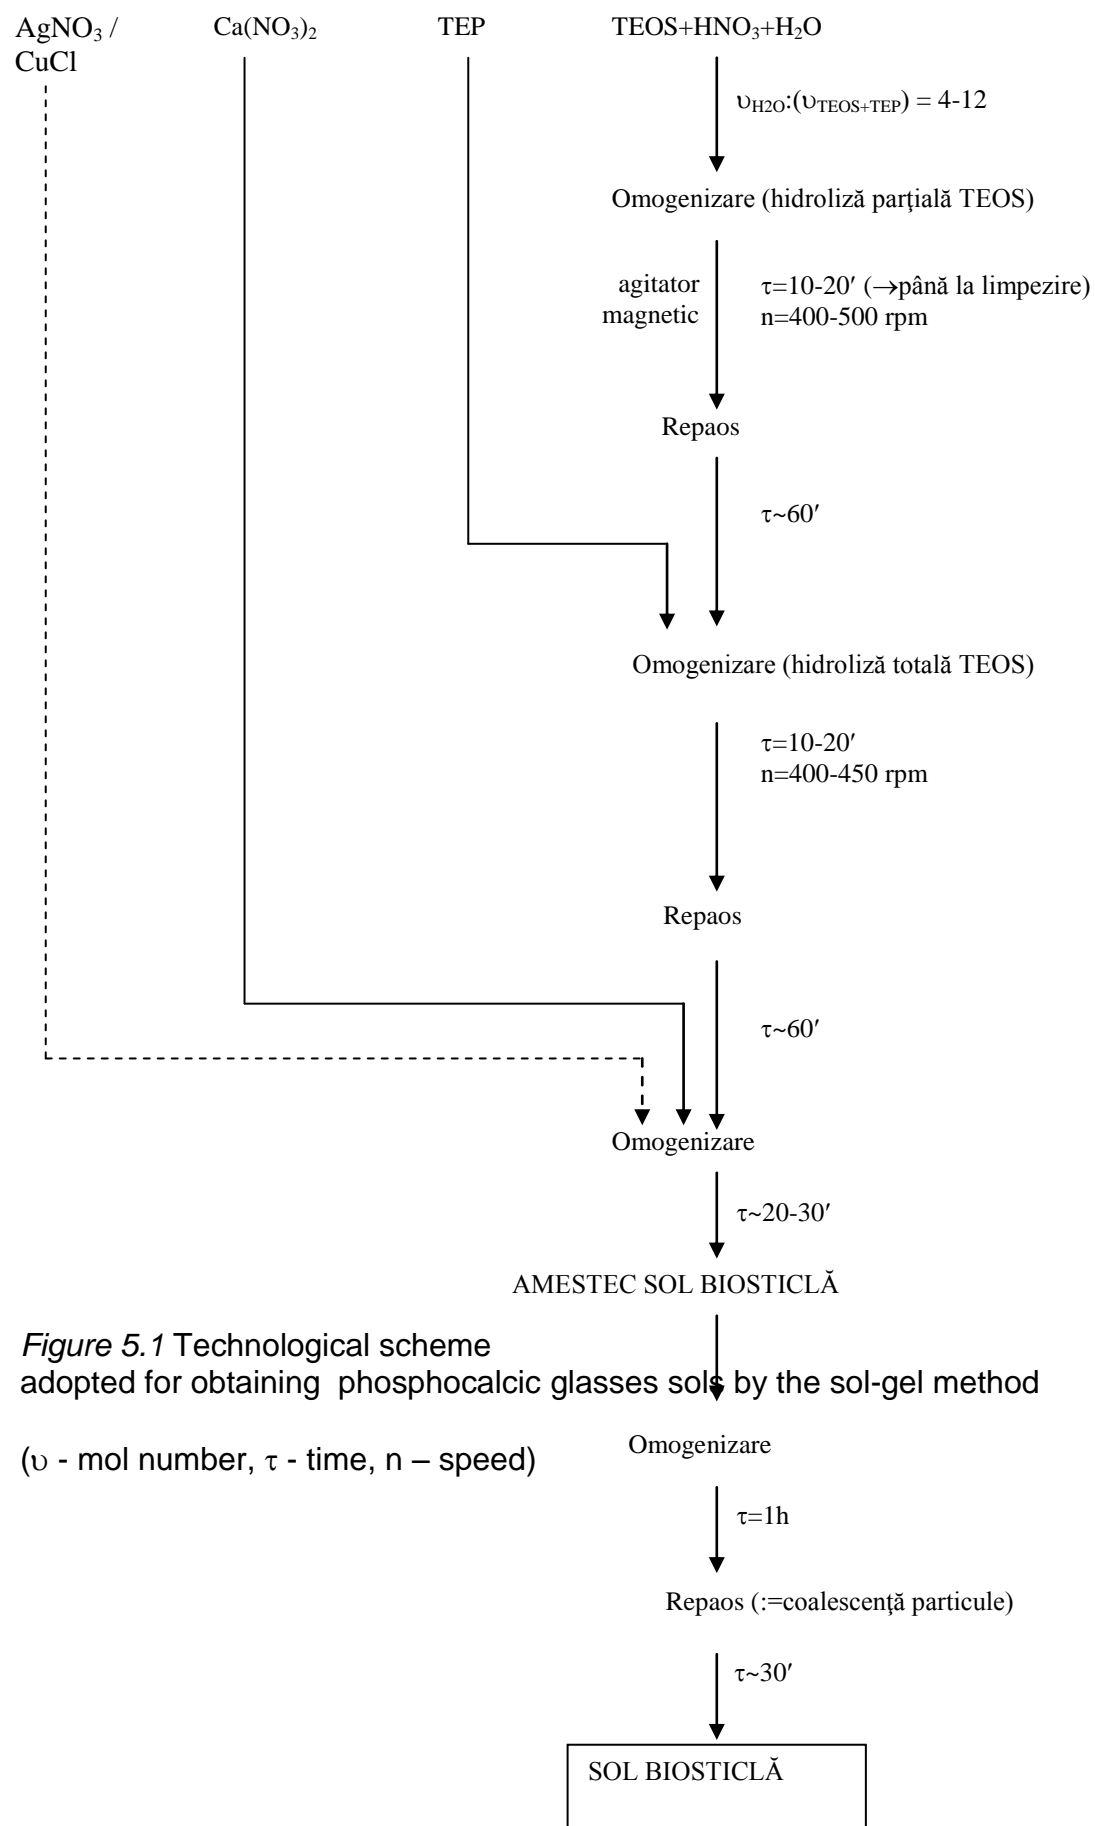 AgNO₃ / Ca(NO₃)₂ TEP TEOS+HNO₃+H₂O
CuCl
υH2O:(υTEOS+TEP) = 4-12
Omogenizare (hidroliză parţială TEOS)
agitator τ=10-20′ (→până la limpezire)
magnetic n=400-500 rpm
Repaos
τ~60′
Omogenizare (hidroliză totală TEOS)
τ=10-20′
n=400-450 rpm
Repaos
τ~60′
Omogenizare
τ~20-30′
AMESTEC SOL BIOSTICLĂ
Figure 5.1 Technological scheme
adopted for obtaining phosphocalcic glasses sols by the sol-gel method
Omogenizare
(υ - mol number, τ - time, n – speed)
τ=1h
Repaos (:=coalescenţă particule)
τ~30′
SOL BIOSTICLĂ